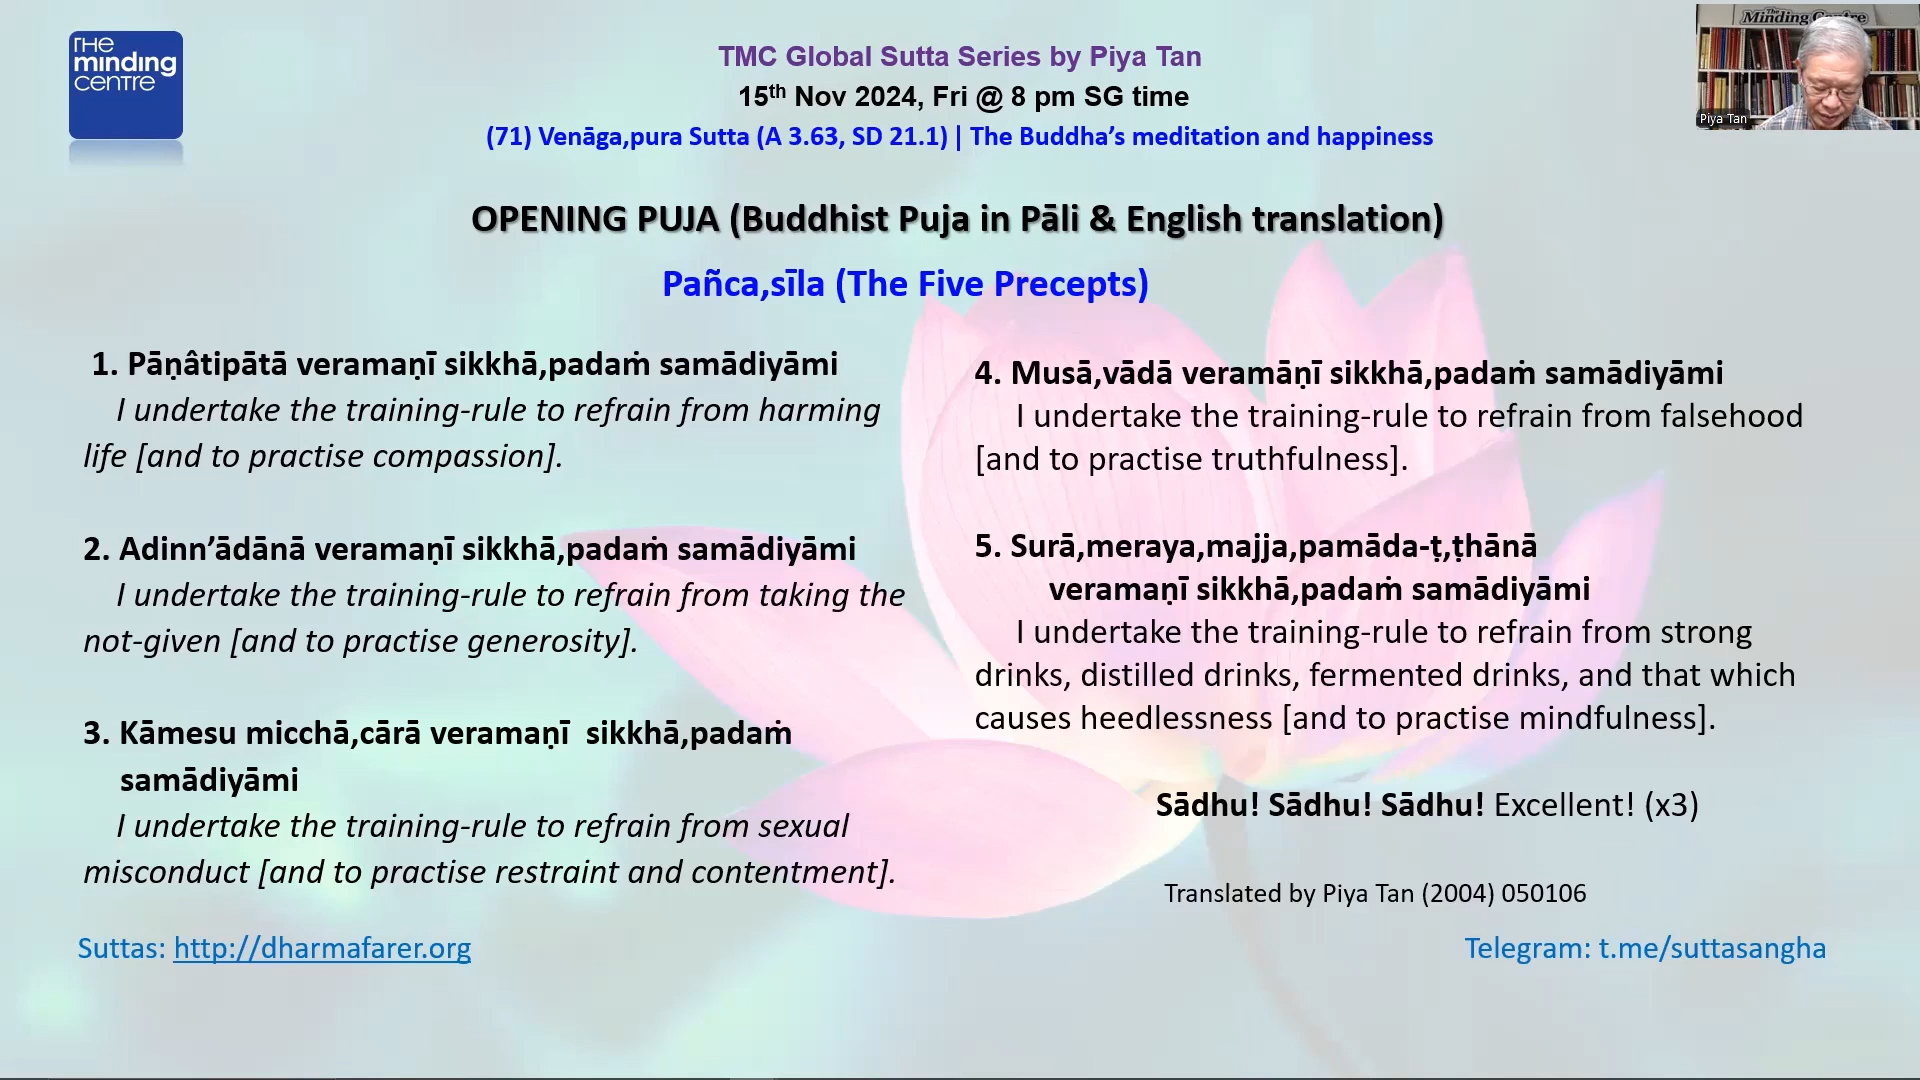 THE
minding
centre
TMC Global Sutta Series by Piya Tan
15th Nov 2024, Fri @ 8 pm SG time
(71) Venāga,pura Sutta (A 3.63, SD 21.1) | The Buddha’s meditation and happiness
The
Minding Centre
Piya Tan
OPENING PUJA (Buddhist Puja in Pāli & English translation)
Pañca,sīla (The Five Precepts)
1. Pāṇâtipātā veramaṇī sikkhā,padaṁ samādiyāmi
I undertake the training-rule to refrain from harming
life [and to practise compassion].
2. Adinn’ādānā veramaṇī sikkhā,padaṁ samādiyāmi
I undertake the training-rule to refrain from taking the
not-given [and to practise generosity].
3. Kāmesu micchā,cārā veramaṇī sikkhā,padaṁ
samādiyāmi
I undertake the training-rule to refrain from sexual
misconduct [and to practise restraint and contentment].
4. Musā,vādā veramāṇī sikkhā,padaṁ samādiyāmi
I undertake the training-rule to refrain from falsehood
[and to practise truthfulness].
5. Surā,meraya,majja,pamāda-ṭ,ṭhānā
veramaṇī sikkhā,padaṁ samādiyāmi
I undertake the training-rule to refrain from strong
drinks, distilled drinks, fermented drinks, and that which
causes heedlessness [and to practise mindfulness].
Sādhu! Sādhu! Sādhu! Excellent! (x3)
Translated by Piya Tan (2004) 050106
Suttas: http://dharmafarer.org
Telegram: t.me/suttasangha